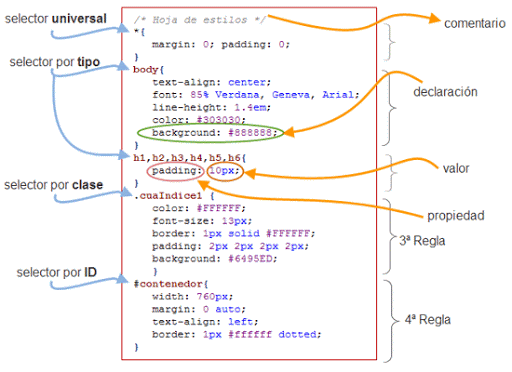 selector universal
selector por tipo
selector por clase
selector por ID
/* Hoja de estilos */
*{
margin: 0; padding: 0;
}
body{
text-align: center;
font: 85% Verdana, Geneva, Arial;
line-height: 1.4em;
color: #303030;
background: #888888;
}
h1,h2,h3,h4,h5,h6{
padding: 10px;
}
.cuaIndice1 {
color: #FFFFFF;
font-size: 13px;
border: 1px solid #FFFFFF;
padding: 2px 2px 2px 2px;
background: #6495ED;
}
#contenedor{
width: 760px;
margin: 0 auto;
text-align: left;
border: 1px #ffffff dotted;
}
comentario
declaración
valor
propiedad
3ª Regla
4ª Regla